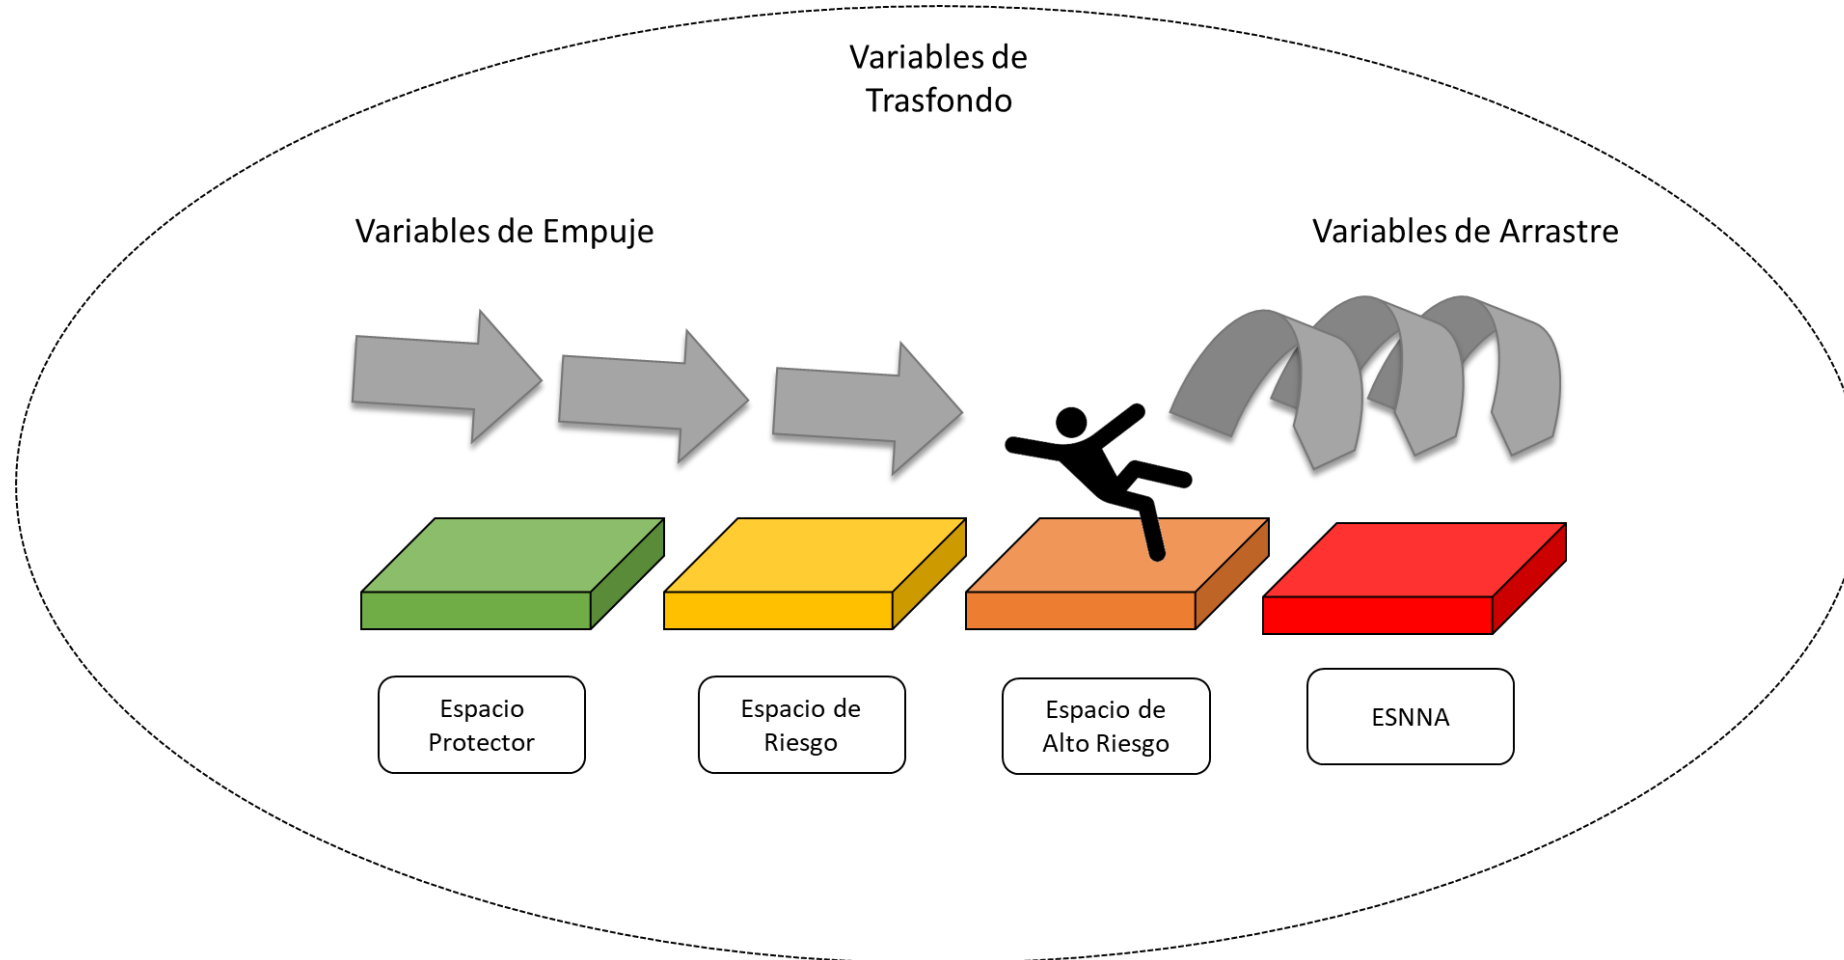 Variables de
Trasfondo
Variables de Empuje
Variables de Arrastre
Espacio
Protector
Espacio de
Riesgo
Espacio de
Alto Riesgo
ESNNA